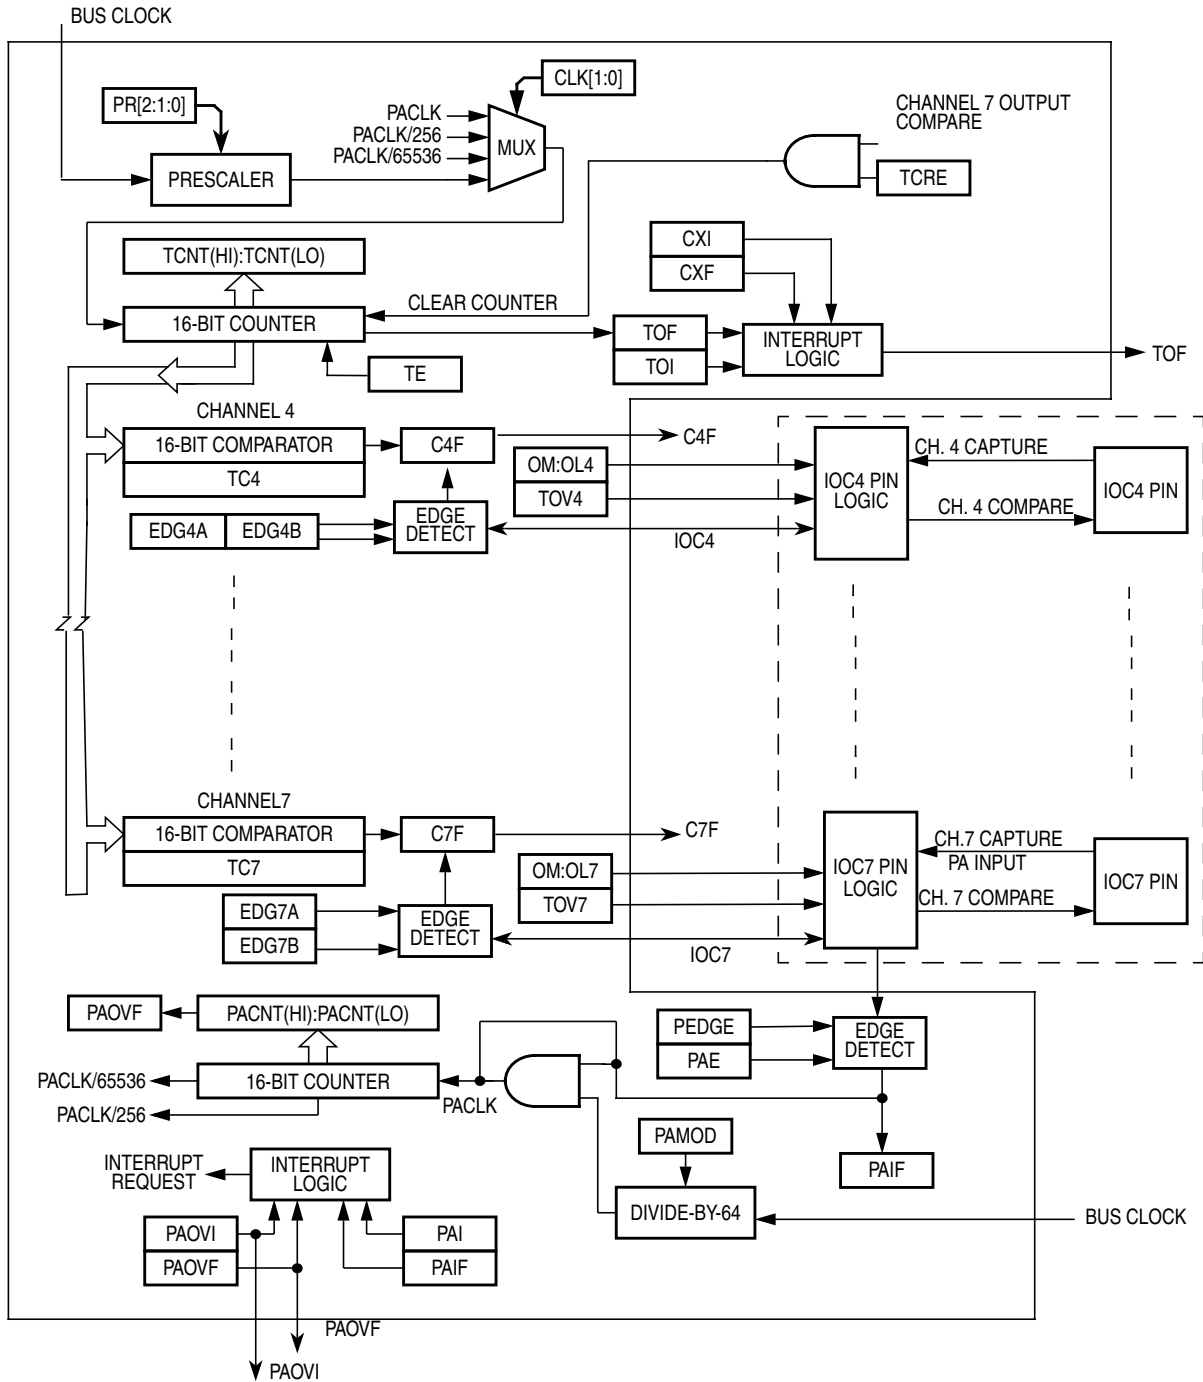 BUS CLOCK
CLK[1:0]
PR[2:1:0]
CHANNEL 7 OUTPUT
COMPARE
PACLK
PACLK/256
PACLK/65536
MUX
PRESCALER
TCRE
TCNT(HI):TCNT(LO)
CXI
CXF
CLEAR COUNTER
16-BIT COUNTER
TOF
TOI
INTERRUPT
LOGIC
TOF
TE
CHANNEL 4
16-BIT COMPARATOR
TC4
C4F
C4F
OM:OL4
TOV4
IOC4 PIN
LOGIC
CH. 4 CAPTURE
CH. 4 COMPARE
IOC4 PIN
EDG4A
EDG4B
EDGE
DETECT
IOC4
CHANNEL7
16-BIT COMPARATOR
TC7
C7F
C7F
OM:OL7
TOV7
IOC7 PIN
LOGIC
CH.7 CAPTURE
PA INPUT
CH. 7 COMPARE
IOC7 PIN
EDG7A
EDG7B
EDGE
DETECT
IOC7
PAOVF
PACNT(HI):PACNT(LO)
PEDGE
PAE
EDGE
DETECT
PACLK/65536
16-BIT COUNTER
PACLK
PACLK/256
PAMOD
PAIF
INTERRUPT
REQUEST
INTERRUPT
LOGIC
DIVIDE-BY-64
BUS CLOCK
PAOVI
PAOVF
PAI
PAIF
PAOVF
PAOVI